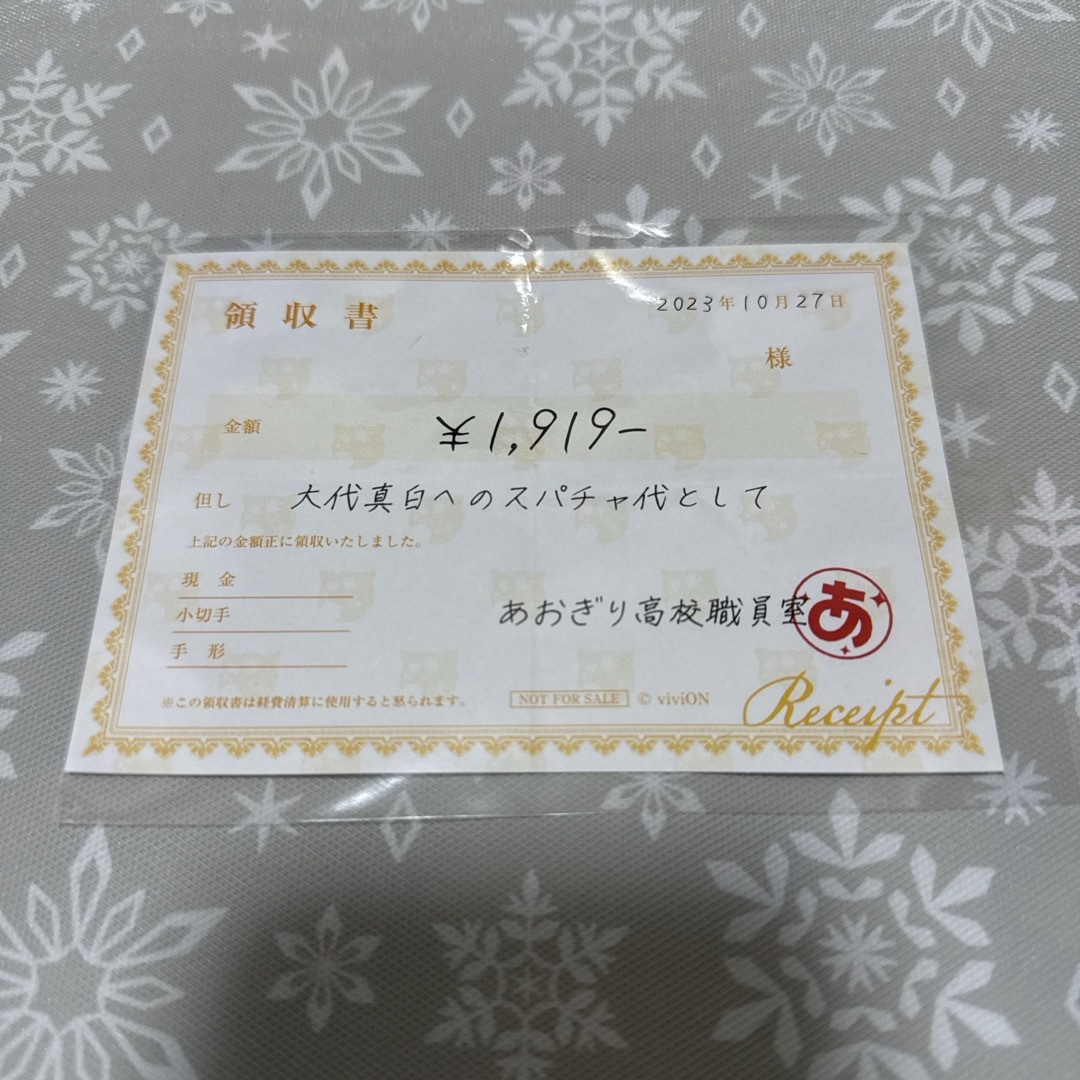 領収書
2023年10月27日
様
金額 ¥1,919-
但し 大代真白へのスパチャ代として
上記の金額正に領収いたしました。
現金
小切手
手形
あおぎり高校職員室
あ
※この領収書は経費清算に使用すると怒られます。
NOT FOR SALE © viviON
Receipt